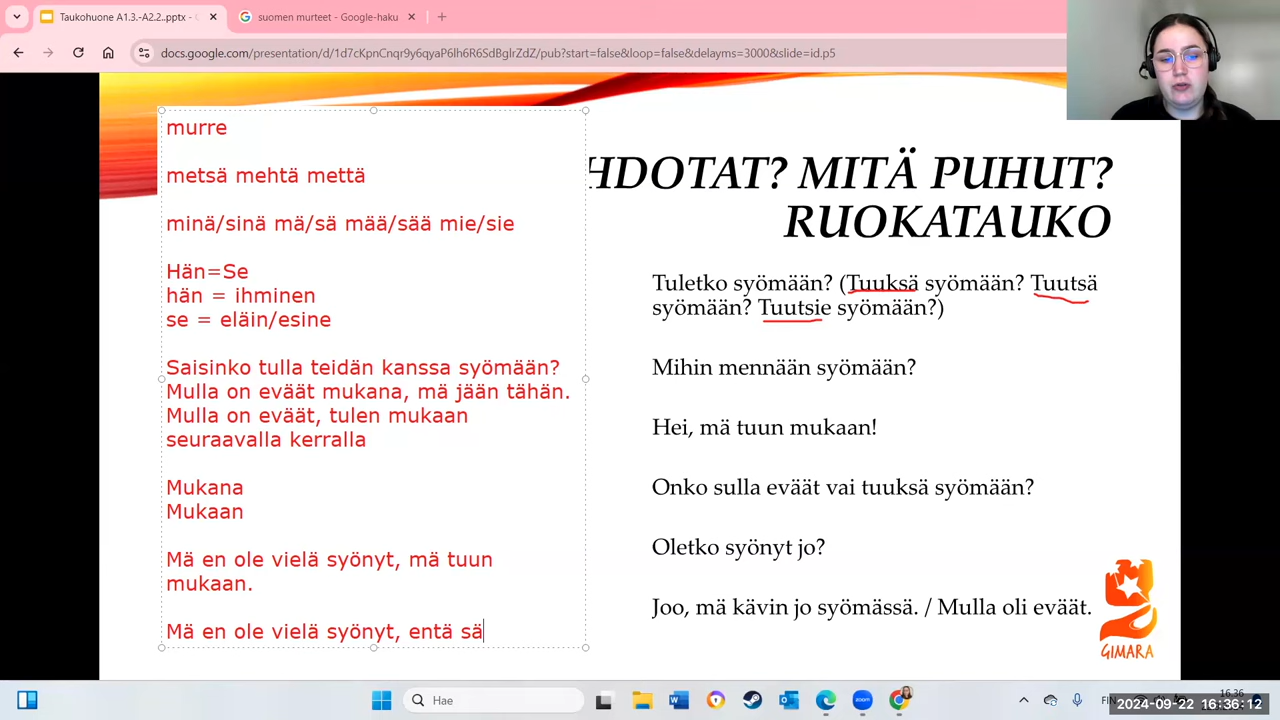 Taukohuone A1.3.-A2.2..pptx -
suomen murteet - Google-haku
docs.google.com/presentation/d/1d7cKpnCnqr9y6qyaP6lh6R6SdBglrZdZ/pub?start=false&loop=false&delayms=3000&slide=id.p5
murre
metsä mehtä mettä
minä/sinä mä/sä mää/sää mie/sie
Hän=Se
hän = ihminen
se = eläin/esine
Saisinko tulla teidän kanssa syömään?
Mulla on eväät mukana, mä jään tähän.
Mulla on eväät, tulen mukaan
seuraavalla kerralla
Mukana
Mukaan
Mä en ole vielä syönyt, mä tuun
mukaan.
Mä en ole vielä syönyt, entä sä
HDOTAT? MITÄ PUHUT?
RUOKATAUKO
Tuletko syömään? (Tuuksä syömään? Tuutsä
syömään? Tuutsie syömään?)
Mihin mennään syömään?
Hei, mä tuun mukaan!
Onko sulla eväät vai tuuksä syömään?
Oletko syönyt jo?
Joo, mä kävin jo syömässä. / Mulla oli eväät.
GIMARA
Hae
FIN
16.36
2024-09-22 16:36:12